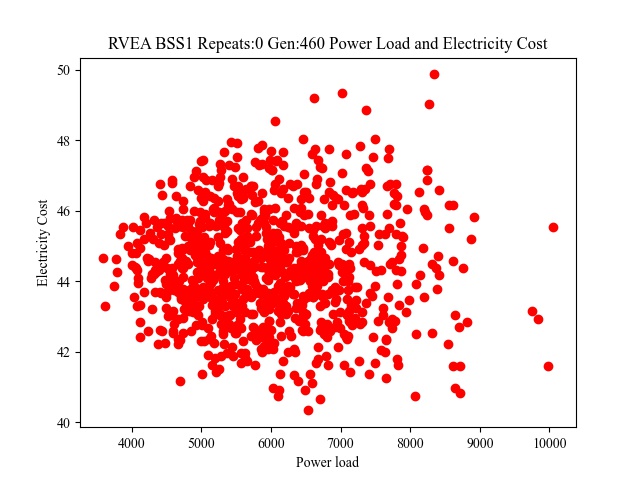 RVEA BSS1 Repeats:0 Gen:460 Power Load and Electricity Cost
50
48
46
44
42
40
Electricity Cost
4000 5000 6000 7000 8000 9000 10000
Power load